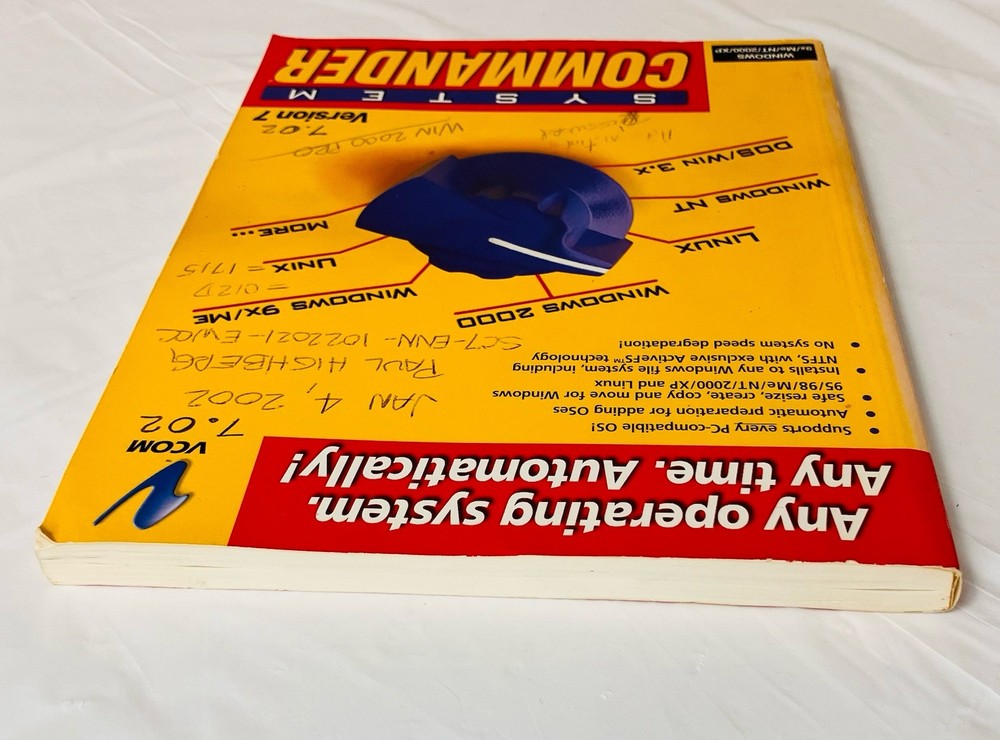 Any operating system.
Any time. Automatically!
VCOM
7.02
• Supports every PC-compatible OS!
• Automatic preparation for adding OSes
• Safe resize, create, copy and move for Windows
95/98/Me/NT/2000/XP and Linux
• Installs to any Windows file system, including
NTFS, with exclusive ActiveFS™ technology
• No system speed degradation!
JAN 4, 2002
PAUL HIGHBERG
SC7-ENN-1022021-
WINDOWS 2000
WINDOWS 9X/ME
= 012D
LINUX
UNIX = 1715
WINDOWS NT
MORE...
DOS/WIN 3.X
WIN 2000 PRO
7.02
Version 7
SYSTEM
COMMANDER
WINDOWS
9x/Me/NT/2000/XP